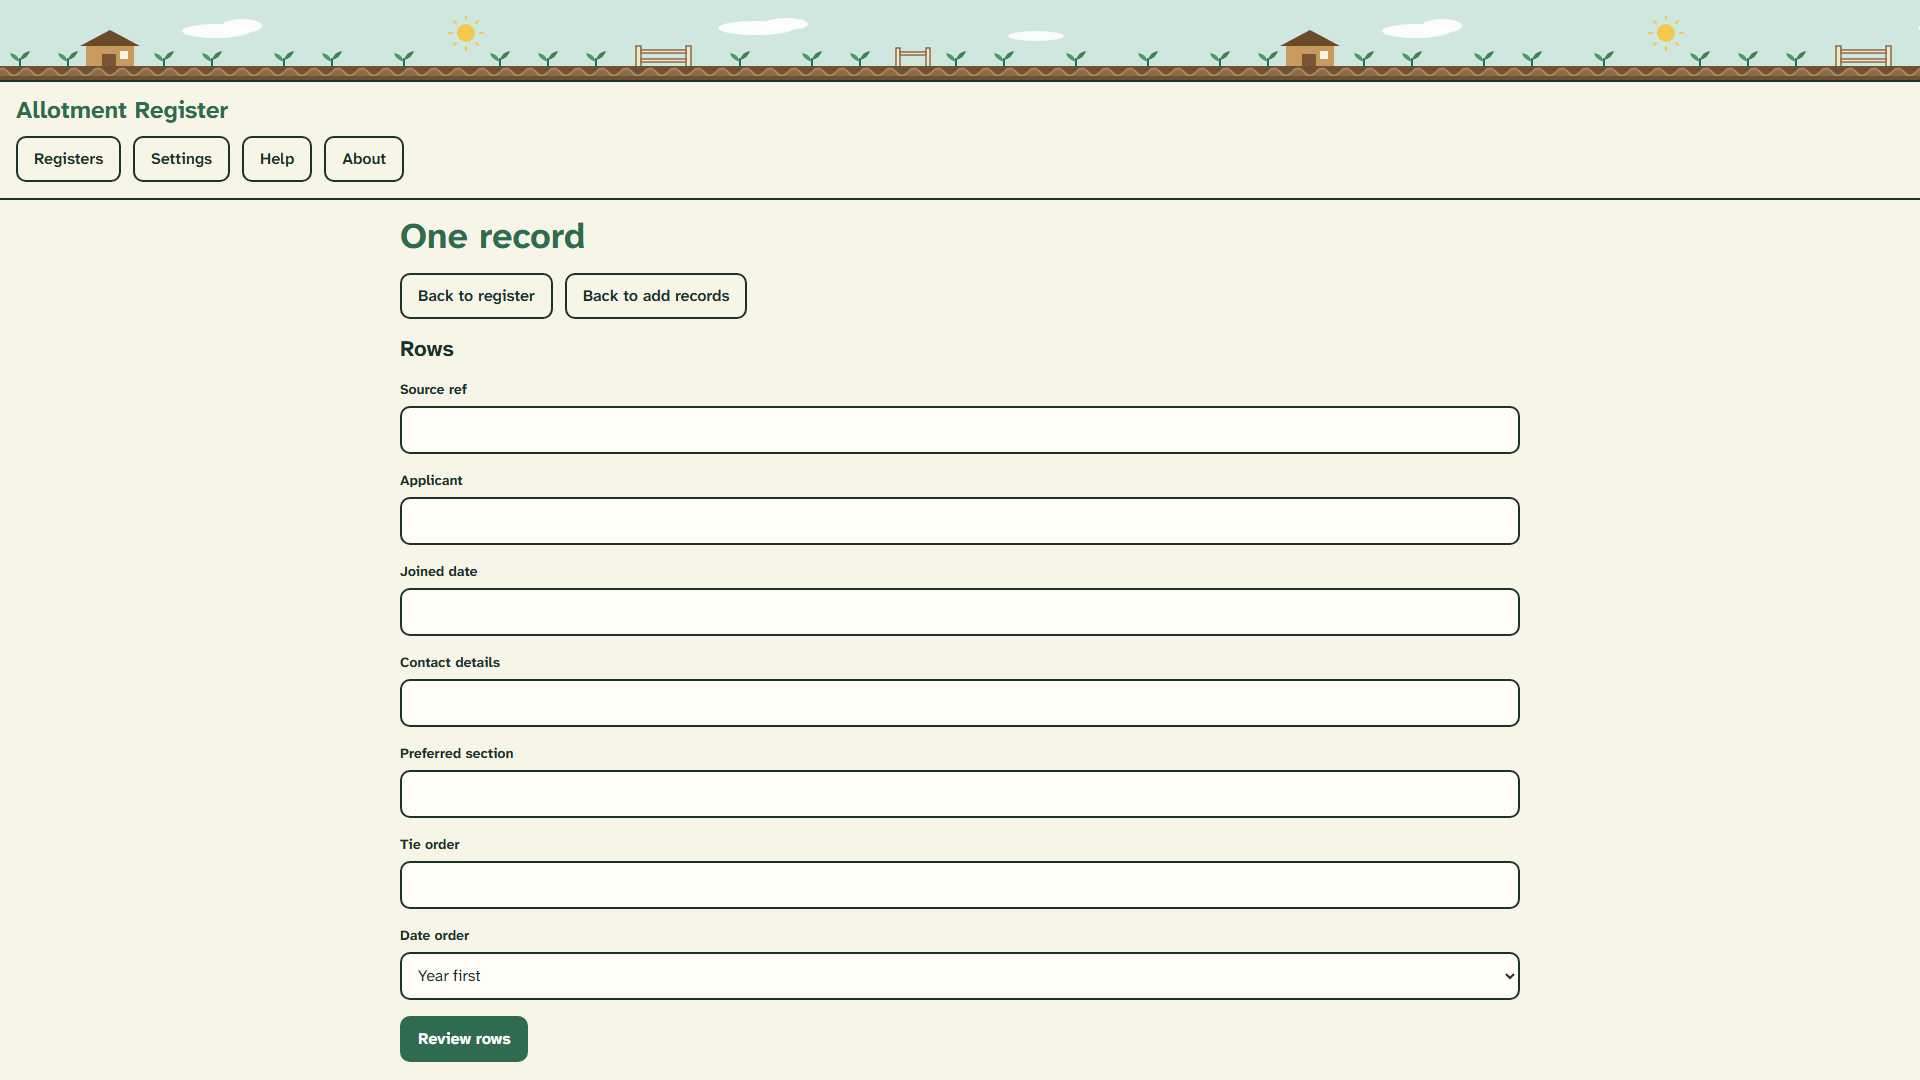 Allotment Register
Registers Settings Help About
One record
Back to register Back to add records
Rows
Source ref
Applicant
Joined date
Contact details
Preferred section
Tie order
Date order
Year first
Review rows